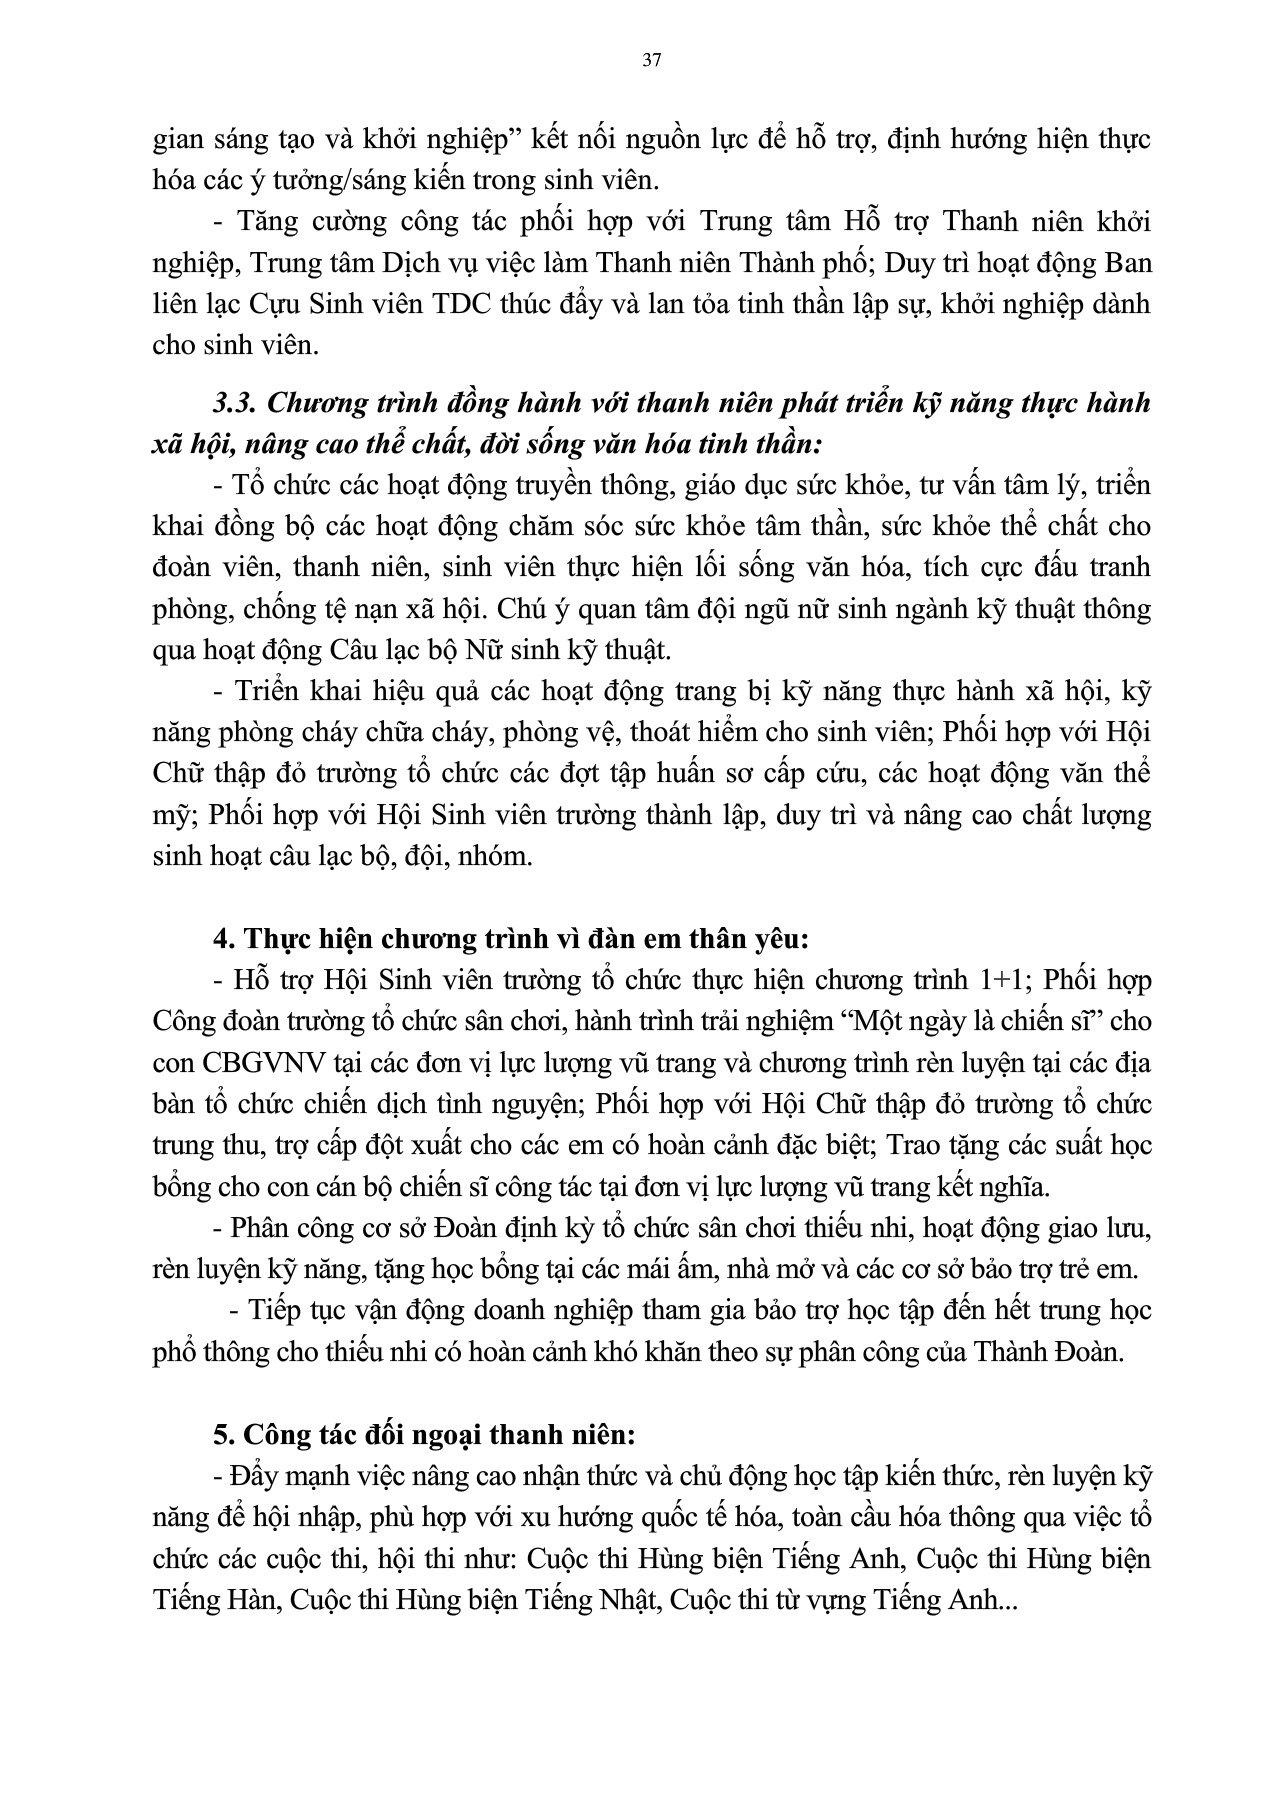 37
gian sáng tạo và khởi nghiệp” kết nối nguồn lực để hỗ trợ, định hướng hiện thực
hóa các ý tưởng/sáng kiến trong sinh viên.
- Tăng cường công tác phối hợp với Trung tâm Hỗ trợ Thanh niên khởi
nghiệp, Trung tâm Dịch vụ việc làm Thanh niên Thành phố; Duy trì hoạt động Ban
liên lạc Cựu Sinh viên TDC thúc đẩy và lan tỏa tinh thần lập sự, khởi nghiệp dành
cho sinh viên.
3.3. Chương trình đồng hành với thanh niên phát triển kỹ năng thực hành
xã hội, nâng cao thể chất, đời sống văn hóa tinh thần:
- Tổ chức các hoạt động truyền thông, giáo dục sức khỏe, tư vấn tâm lý, triển
khai đồng bộ các hoạt động chăm sóc sức khỏe tâm thần, sức khỏe thể chất cho
đoàn viên, thanh niên, sinh viên thực hiện lối sống văn hóa, tích cực đấu tranh
phòng, chống tệ nạn xã hội. Chú ý quan tâm đội ngũ nữ sinh ngành kỹ thuật thông
qua hoạt động Câu lạc bộ Nữ sinh kỹ thuật.
- Triển khai hiệu quả các hoạt động trang bị kỹ năng thực hành xã hội, kỹ
năng phòng cháy chữa cháy, phòng vệ, thoát hiểm cho sinh viên; Phối hợp với Hội
Chữ thập đỏ trường tổ chức các đợt tập huấn sơ cấp cứu, các hoạt động văn thể
mỹ; Phối hợp với Hội Sinh viên trường thành lập, duy trì và nâng cao chất lượng
sinh hoạt câu lạc bộ, đội, nhóm.
4. Thực hiện chương trình vì đàn em thân yêu:
- Hỗ trợ Hội Sinh viên trường tổ chức thực hiện chương trình 1+1; Phối hợp
Công đoàn trường tổ chức sân chơi, hành trình trải nghiệm “Một ngày là chiến sĩ” cho
con CBGVNV tại các đơn vị lực lượng vũ trang và chương trình rèn luyện tại các địa
bàn tổ chức chiến dịch tình nguyện; Phối hợp với Hội Chữ thập đỏ trường tổ chức
trung thu, trợ cấp đột xuất cho các em có hoàn cảnh đặc biệt; Trao tặng các suất học
bổng cho con cán bộ chiến sĩ công tác tại đơn vị lực lượng vũ trang kết nghĩa.
- Phân công cơ sở Đoàn định kỳ tổ chức sân chơi thiếu nhi, hoạt động giao lưu,
rèn luyện kỹ năng, tặng học bổng tại các mái ấm, nhà mở và các cơ sở bảo trợ trẻ em.
- Tiếp tục vận động doanh nghiệp tham gia bảo trợ học tập đến hết trung học
phổ thông cho thiếu nhi có hoàn cảnh khó khăn theo sự phân công của Thành Đoàn.
5. Công tác đối ngoại thanh niên:
- Đẩy mạnh việc nâng cao nhận thức và chủ động học tập kiến thức, rèn luyện kỹ
năng để hội nhập, phù hợp với xu hướng quốc tế hóa, toàn cầu hóa thông qua việc tổ
chức các cuộc thi, hội thi như: Cuộc thi Hùng biện Tiếng Anh, Cuộc thi Hùng biện
Tiếng Hàn, Cuộc thi Hùng biện Tiếng Nhật, Cuộc thi từ vựng Tiếng Anh...